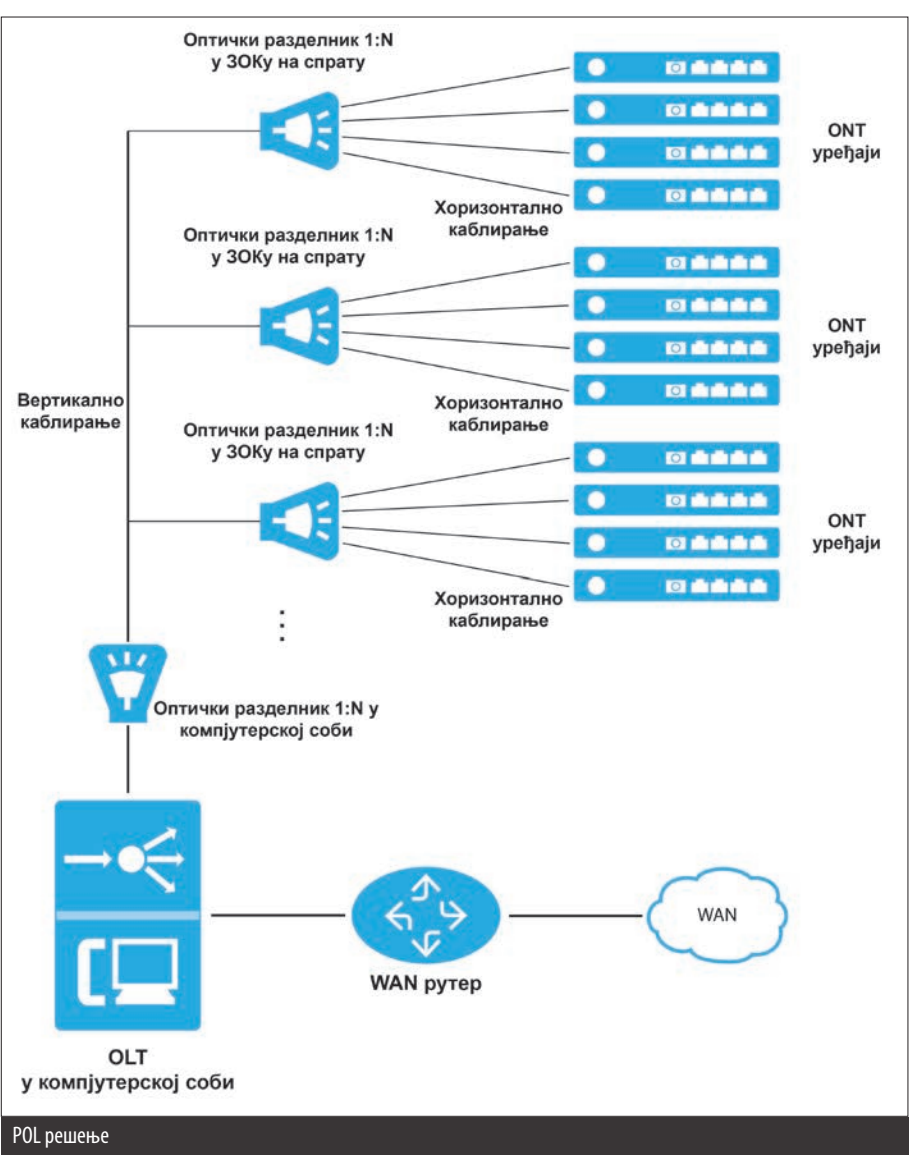 Оптички разделник 1:N
у ЗОКу на спрату
ONT
уређаји
Хоризонтално
каблирање
Оптички разделник 1:N
у ЗОКу на спрату
ONT
уређаји
Вертикално
каблирање
Хоризонтално
каблирање
Оптички разделник 1:N
у ЗОКу на спрату
ONT
уређаји
Хоризонтално
каблирање
Оптички разделник 1:N у
компјутерској соби
WAN
WAN рутер
OLT
у компјутерској соби
POL решење